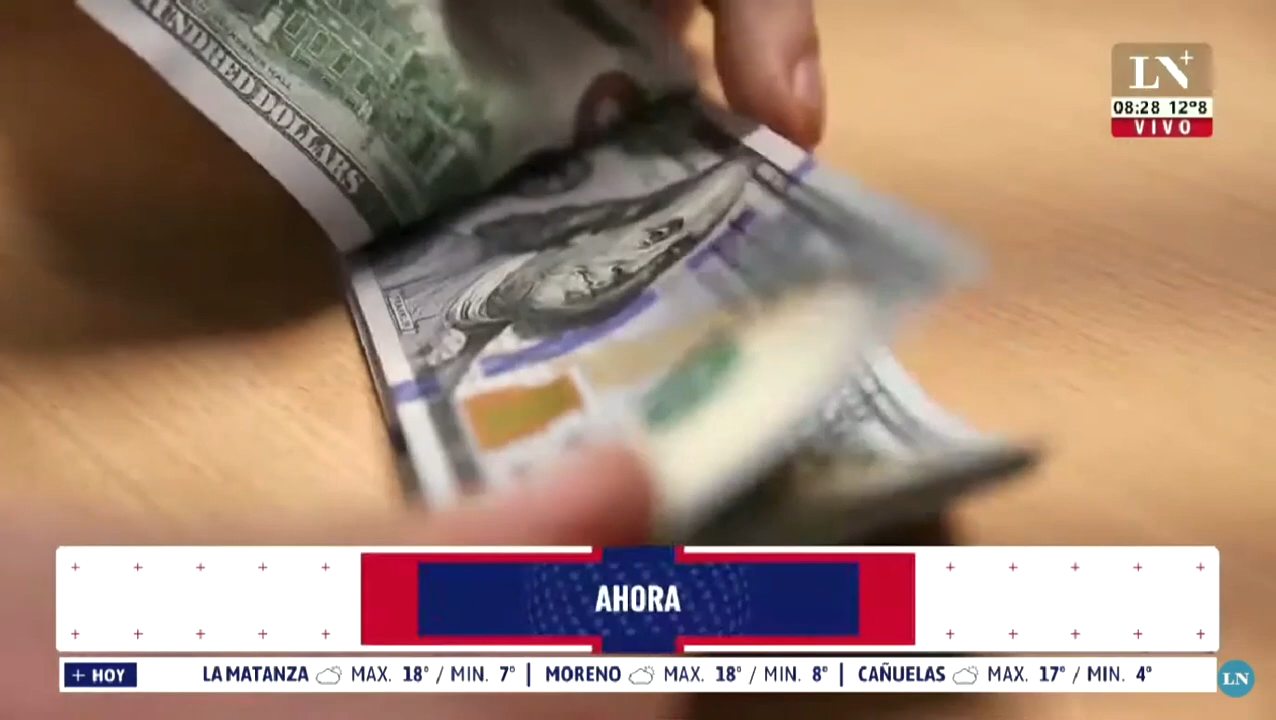 HUNDRED DOLLARS
LN+
08:28 12°8
VIVO
AHORA
+ HOY LA MATANZA MAX. 18° / MIN. 7° | MORENO MAX. 18° / MIN. 8° | CAÑUELAS MAX. 17° / MIN. 4°
LN